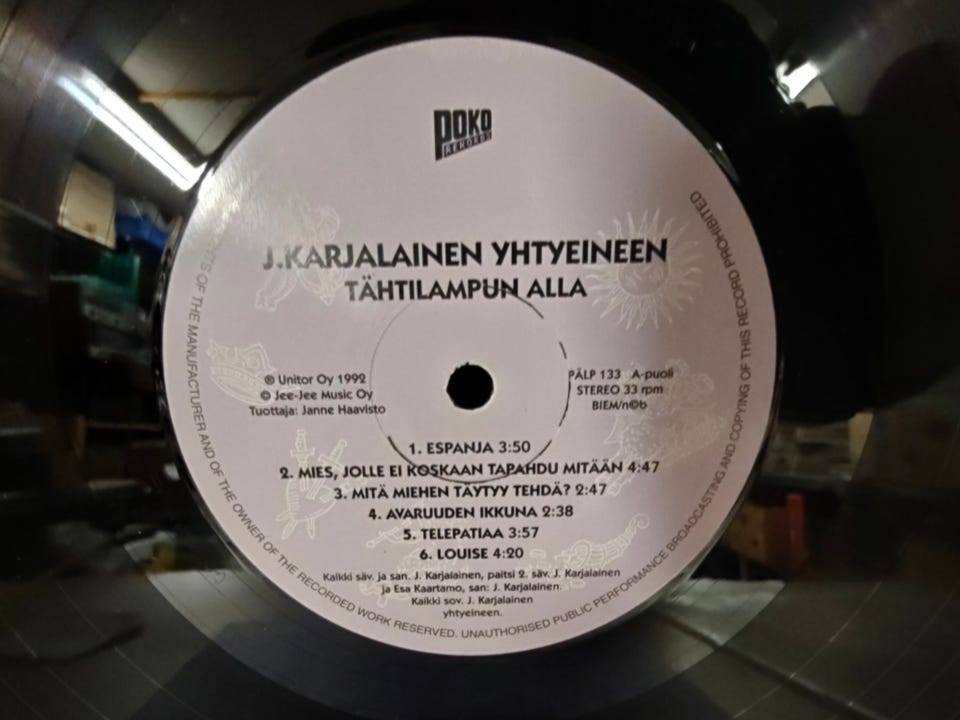 POKO
REKORDS
J.KARJALAINEN YHTYEINEEN
TÄHTILAMPUN ALLA
℗ Unitor Oy 1992
© Jee-Jee Music Oy
Tuottaja: Janne Haavisto
PÄLP 133 A-puoli
STEREO 33 rpm
BIEM/n©b
1. ESPANJA 3:50
2. MIES, JOLLE EI KOSKAAN TAPAHDU MITÄÄN 4:47
3. MITÄ MIEHEN TÄYTYY TEHDÄ? 2:47
4. AVARUUDEN IKKUNA 2:38
5. TELEPATIAA 3:57
6. LOUISE 4:20
Kaikki säv. ja san. J. Karjalainen, paitsi 2. säv. J. Karjalainen
ja Esa Kaartamo, san: J. Karjalainen.
Kaikki sov. J. Karjalainen
yhtyeineen.
OF THE MANUFACTURER AND OF THE OWNER OF THE RECORDED WORK RESERVED. UNAUTHORISED PUBLIC PERFORMANCE BROADCASTING AND COPYING OF THIS RECORD PROHIBITED